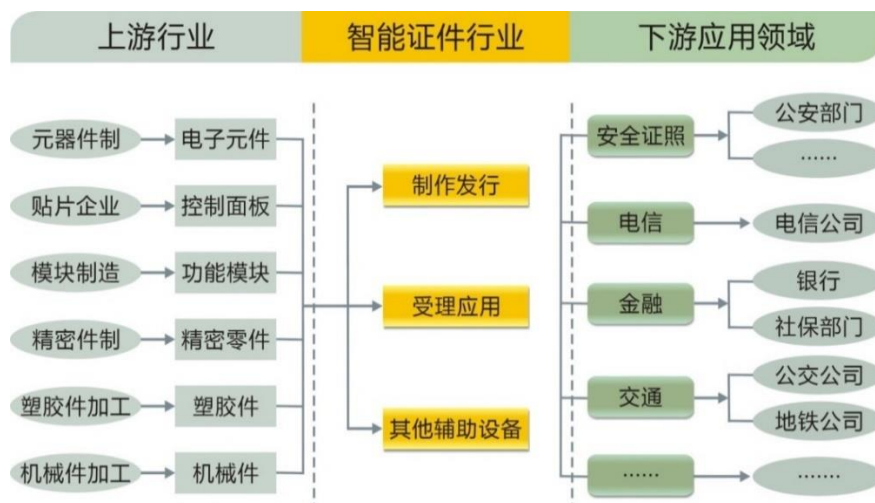 上游行业
智能证件行业
下游应用领域
元器件制
电子元件
贴片企业
控制面板
模块制造
功能模块
精密件制
精密零件
塑胶件加工
塑胶件
机械件加工
机械件
制作发行
受理应用
其他辅助设备
安全证照
公安部门
……
电信
电信公司
金融
银行
社保部门
交通
公交公司
地铁公司
……
……